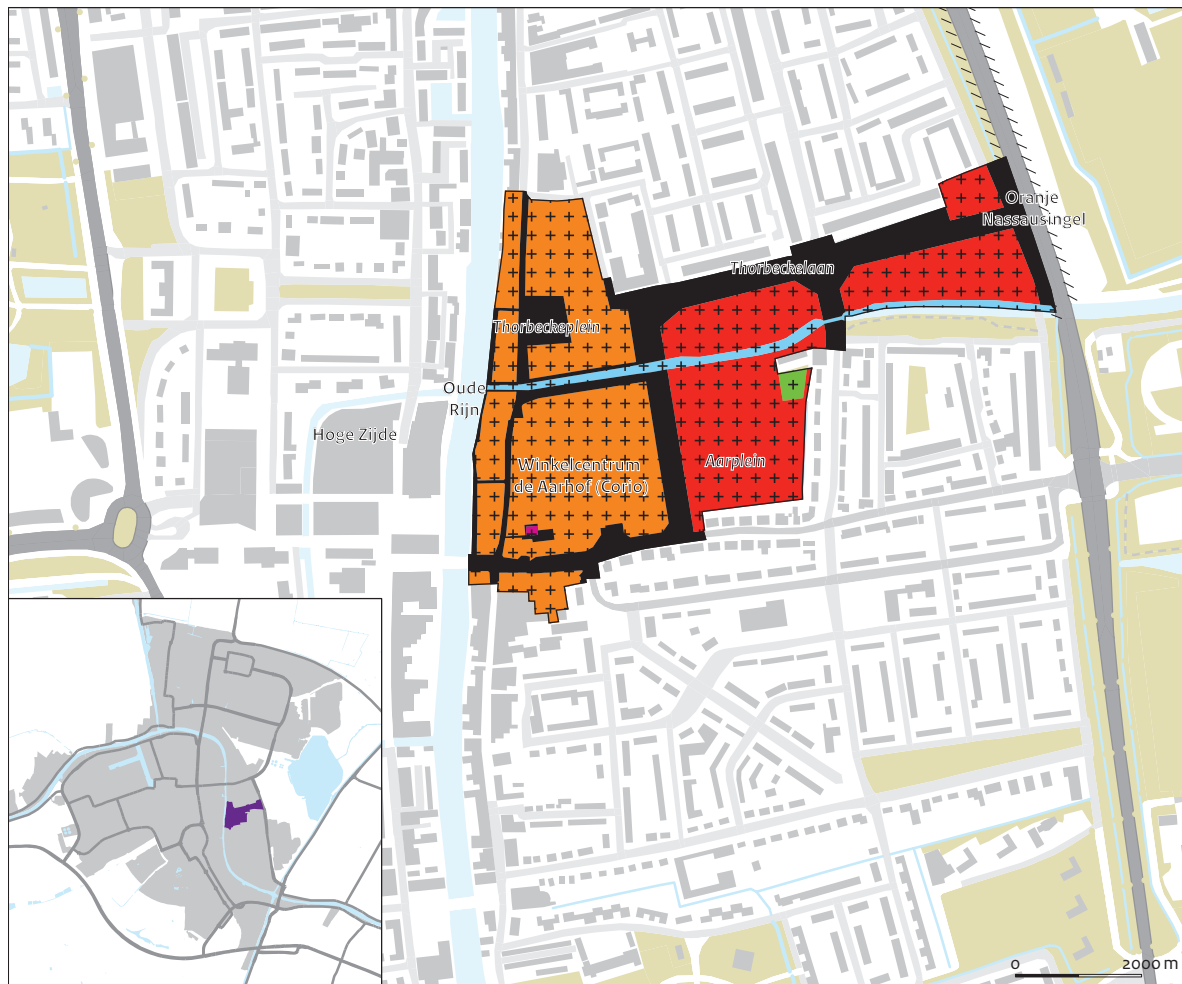 Oranje
Nassausingel
Thorbeckelaan
Thorbeckeplein
Oude
Rijn
Hoge Zijde
Winkelcentrum
de Aarhof (Corio)
Aarplein
0 2000 m